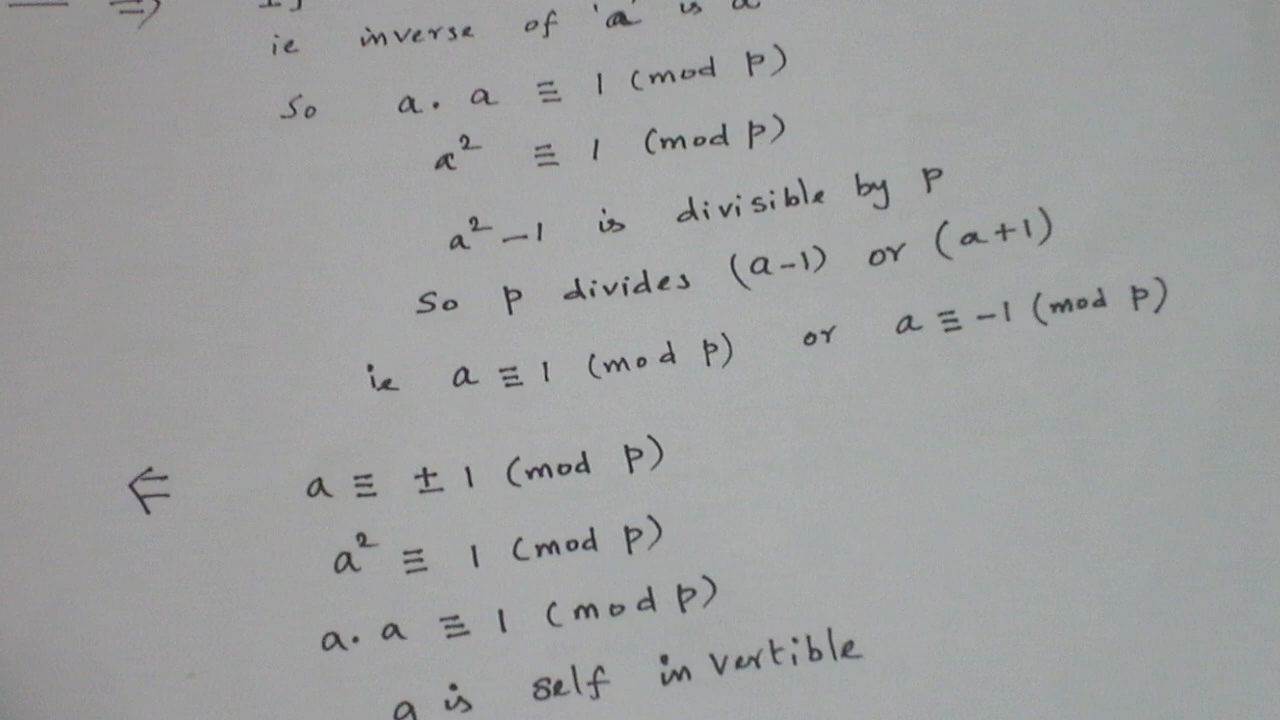 ⇒
ie inverse of 'a' is a
So a. a ≡ 1 (mod p)
a² ≡ 1 (mod p)
a² -1 is divisible by p
So p divides (a-1) or (a+1)
ie a ≡ 1 (mod p) or a ≡ -1 (mod p)
⇐ a ≡ ± 1 (mod p)
a² ≡ 1 (mod p)
a. a ≡ 1 (mod p)
a is self invertible